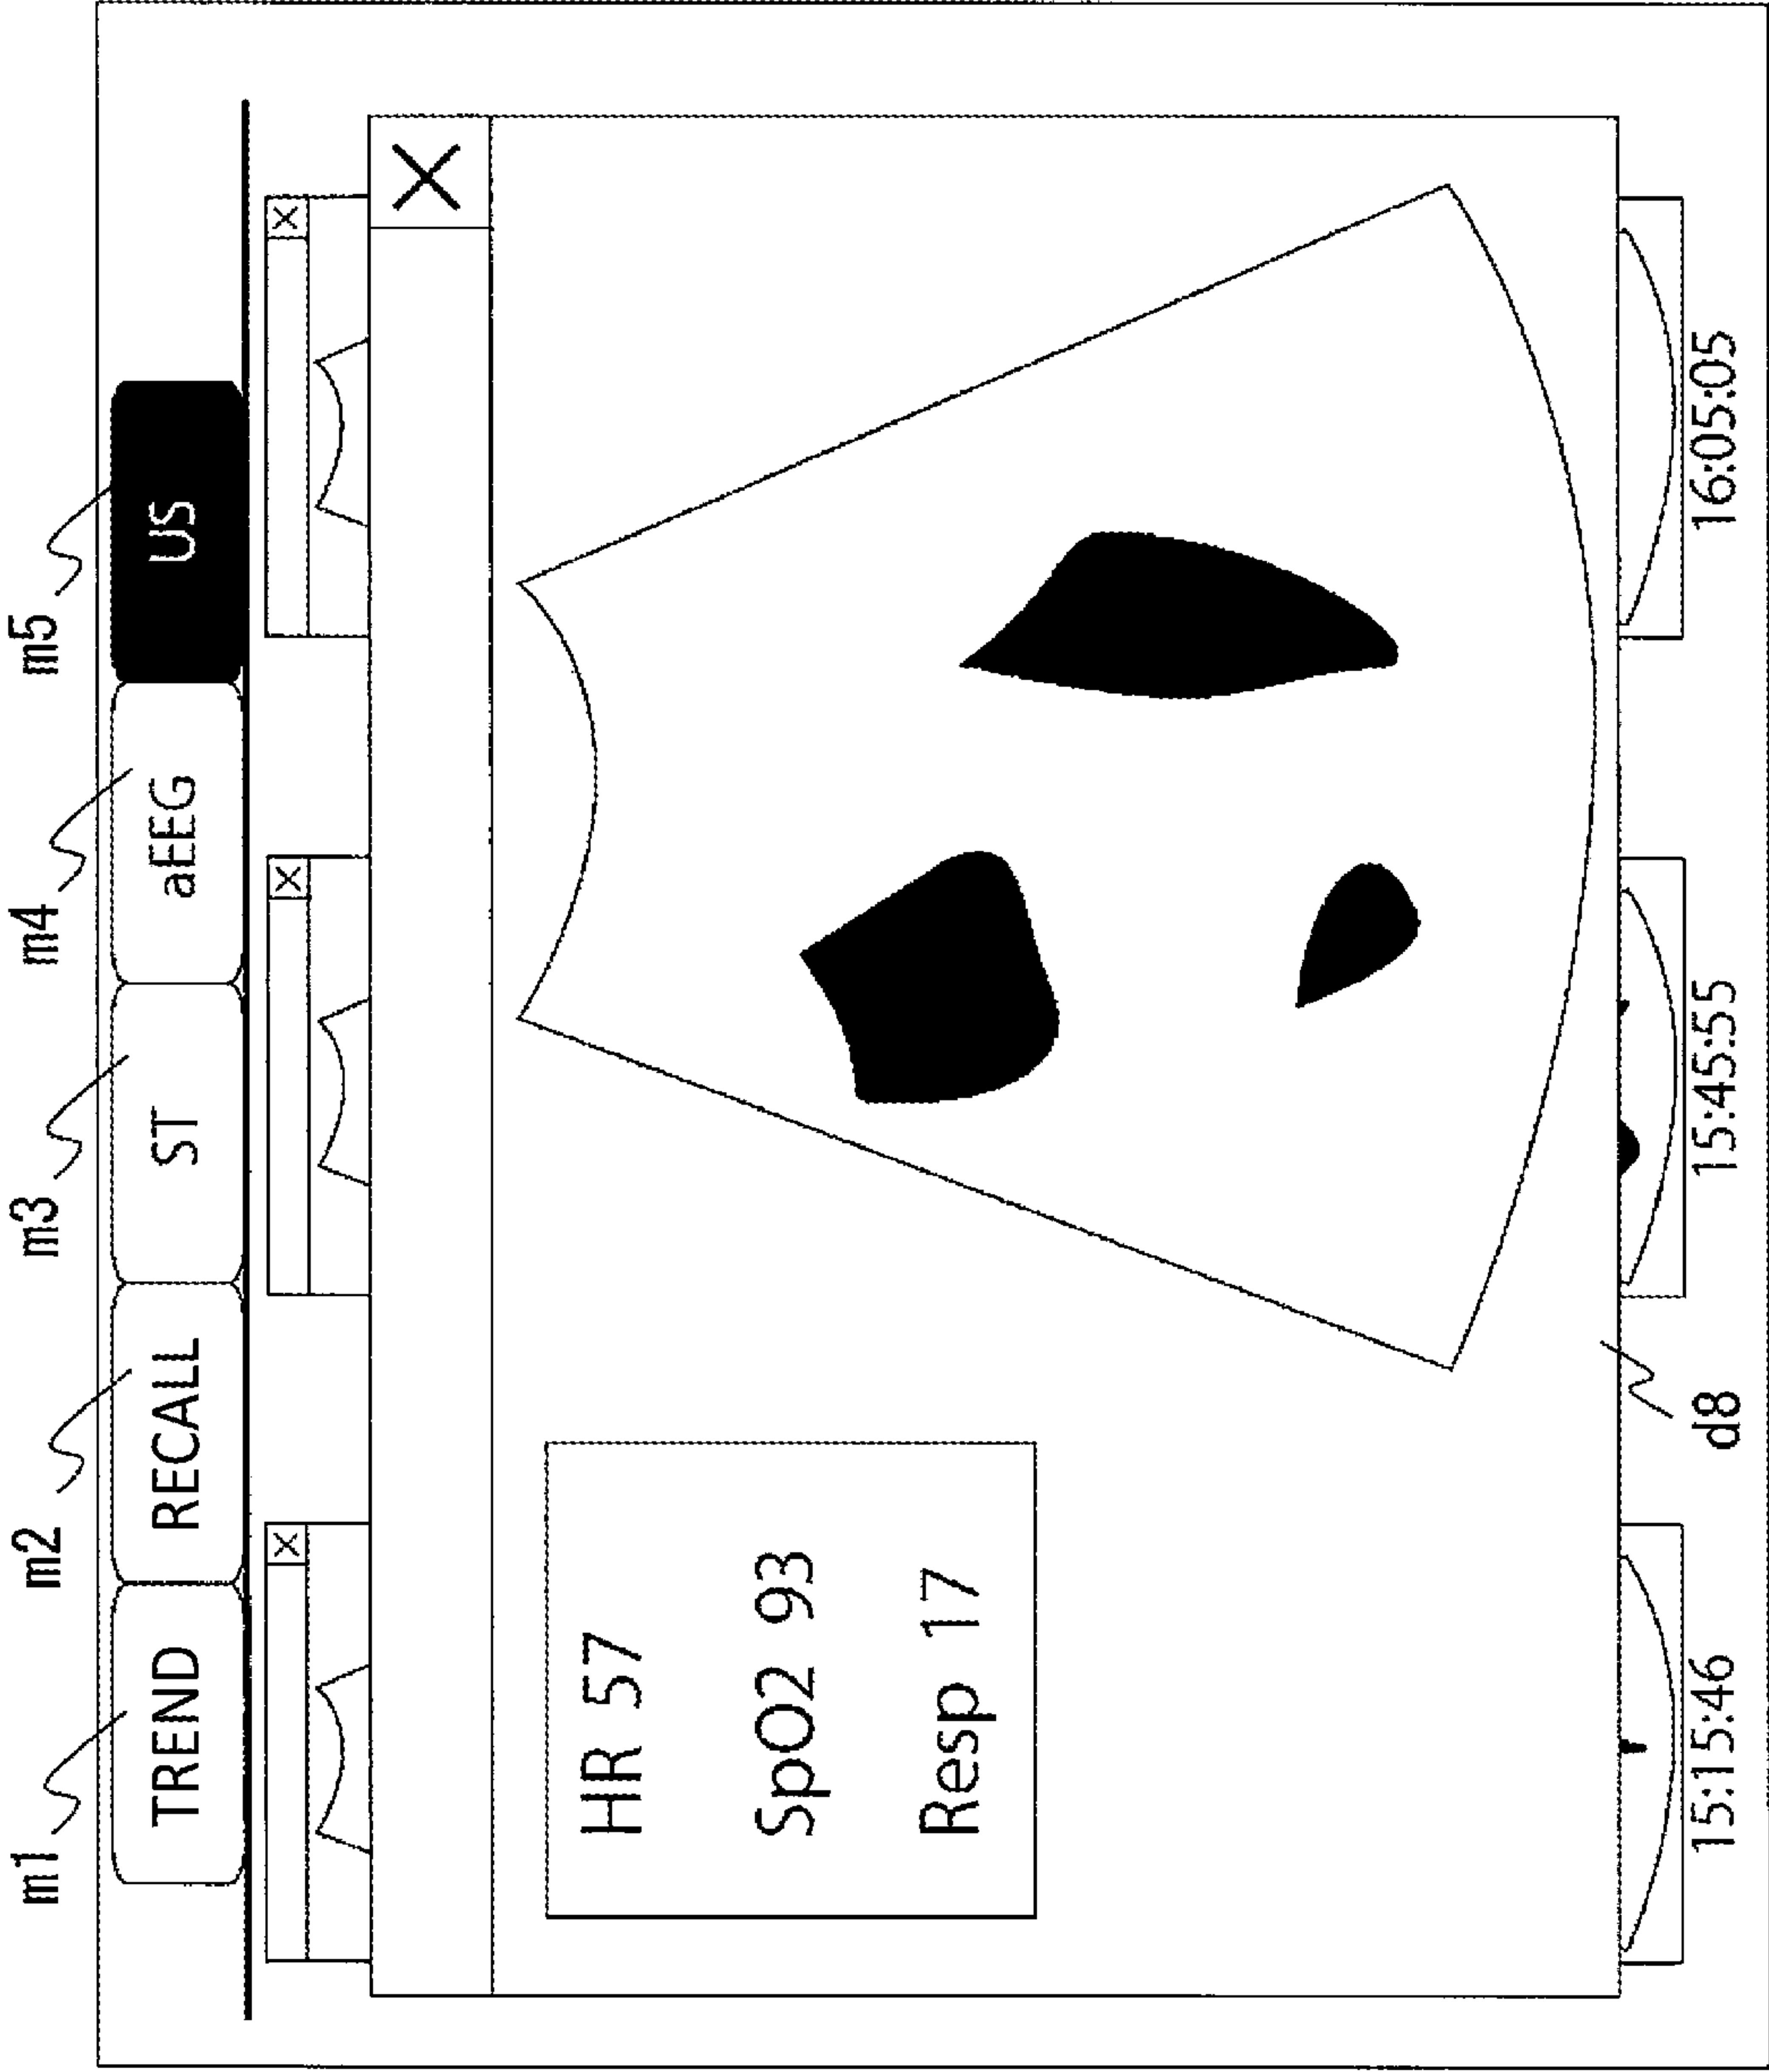 m1 m2 m3 m4 m5
TREND RECALL ST aEEG US
X X X
X
HR 57
SpO2 93
Resp 17
15:15:46 15:45:55 16:05:05
d8